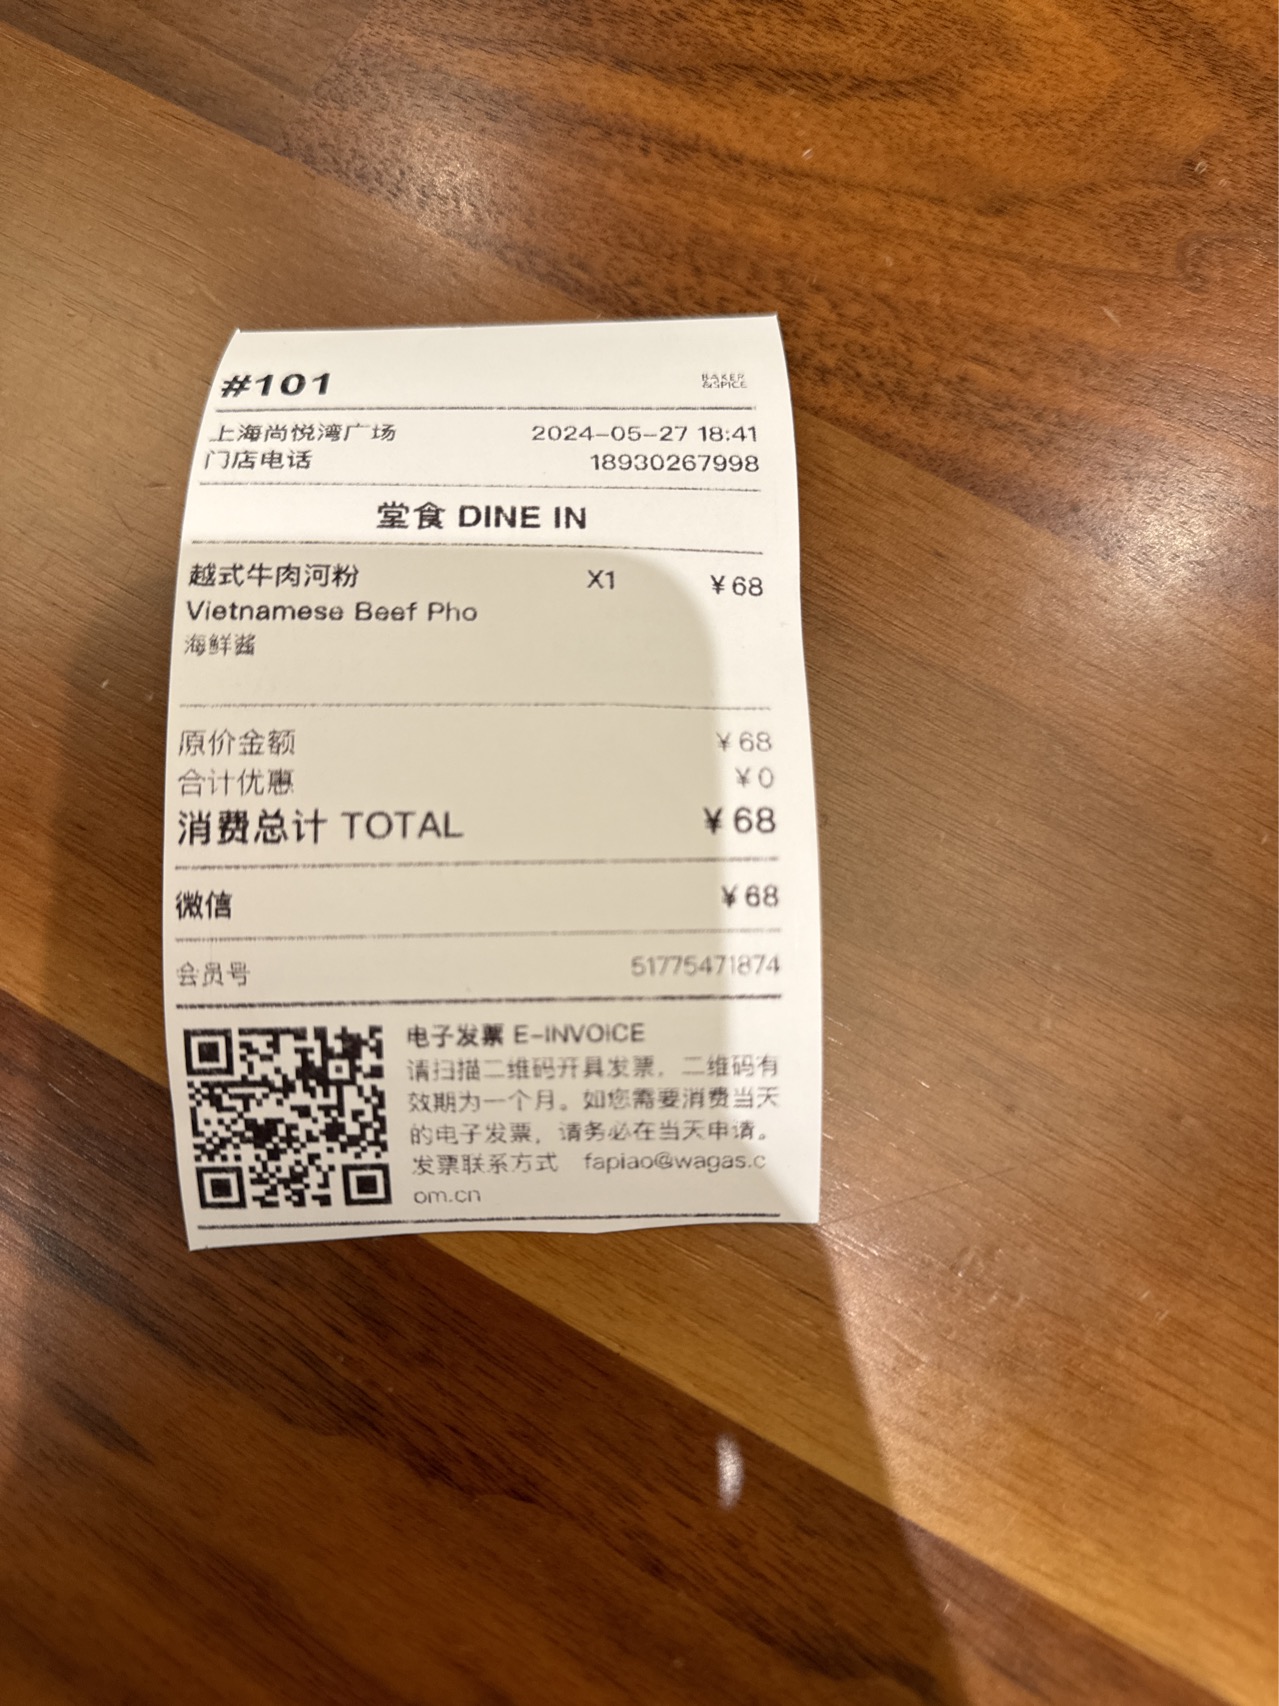 #101
BAKER
&SPICE
上海尚悦湾广场 2024-05-27 18:41
门店电话 18930267998
堂食 DINE IN
越式牛肉河粉 X1 ¥68
Vietnamese Beef Pho
海鲜酱
原价金额 ¥68
合计优惠 ¥0
消费总计 TOTAL ¥68
微信 ¥68
会员号 51775471874
电子发票 E-INVOICE
请扫描二维码开具发票，二维码有
效期为一个月。如您需要消费当天
的电子发票，请务必在当天申请。
发票联系方式 fapiao@wagas.c
om.cn